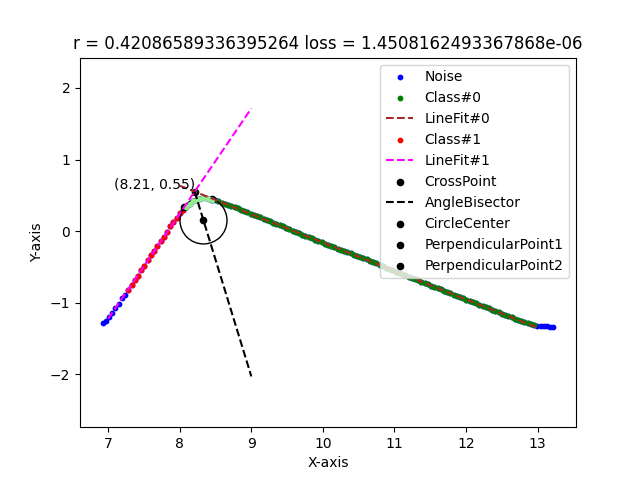 r = 0.42086589336395264 loss = 1.4508162493367868e-06
Noise
Class#0
LineFit#0
Class#1
LineFit#1
CrossPoint
AngleBisector
CircleCenter
PerpendicularPoint1
PerpendicularPoint2
(8.21, 0.55)
2
1
0
−1
−2
Y-axis
7 8 9 10 11 12 13
X-axis